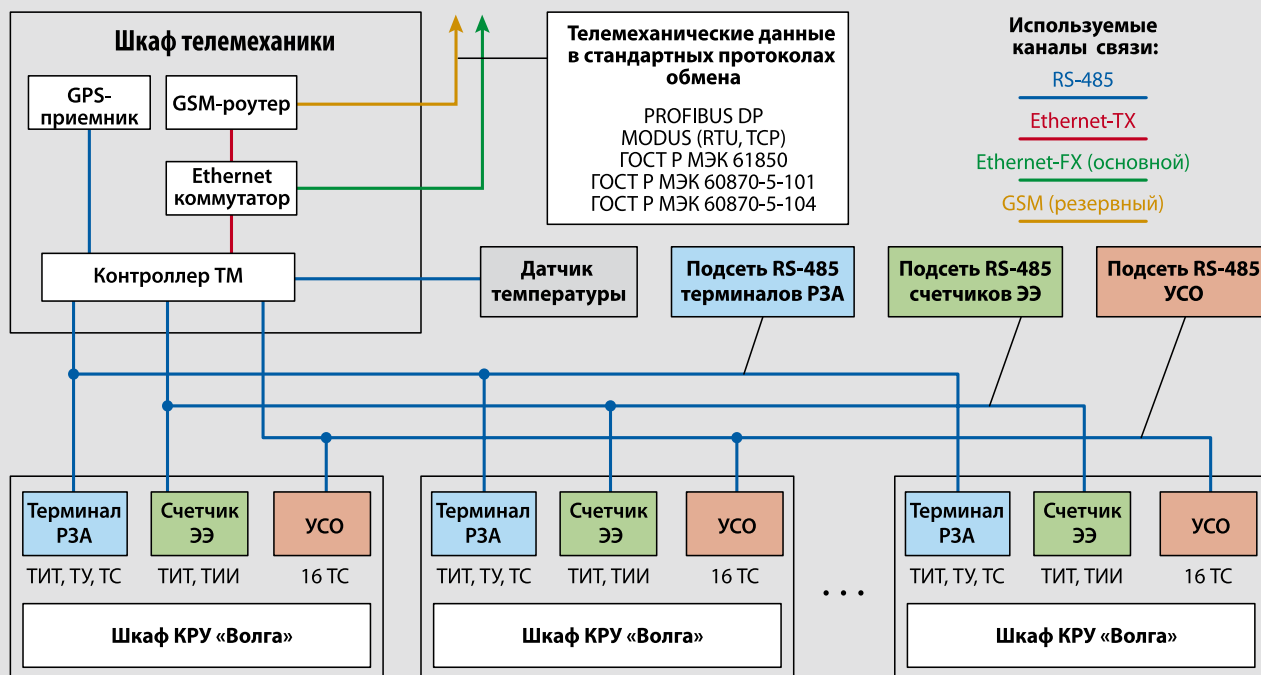 Шкаф телемеханики
GPS-
приемник
GSM-роутер
Ethernet
коммутатор
Контроллер ТМ
Телемеханические данные
в стандартных протоколах
обмена
PROFIBUS DP
MODUS (RTU, TCP)
ГОСТ Р МЭК 61850
ГОСТ Р МЭК 60870-5-101
ГОСТ Р МЭК 60870-5-104
Используемые
каналы связи:
RS-485
Ethernet-TX
Ethernet-FX (основной)
GSM (резервный)
Датчик
температуры
Подсеть RS-485
терминалов РЗА
Подсеть RS-485
счетчиков ЭЭ
Подсеть RS-485
УСО
Терминал
РЗА
Счетчик
ЭЭ
УСО
ТИТ, ТУ, ТС
ТИТ, ТИИ
16 ТС
Шкаф КРУ «Волга»
Терминал
РЗА
Счетчик
ЭЭ
УСО
ТИТ, ТУ, ТС
ТИТ, ТИИ
16 ТС
Шкаф КРУ «Волга»
. . .
Терминал
РЗА
Счетчик
ЭЭ
УСО
ТИТ, ТУ, ТС
ТИТ, ТИИ
16 ТС
Шкаф КРУ «Волга»